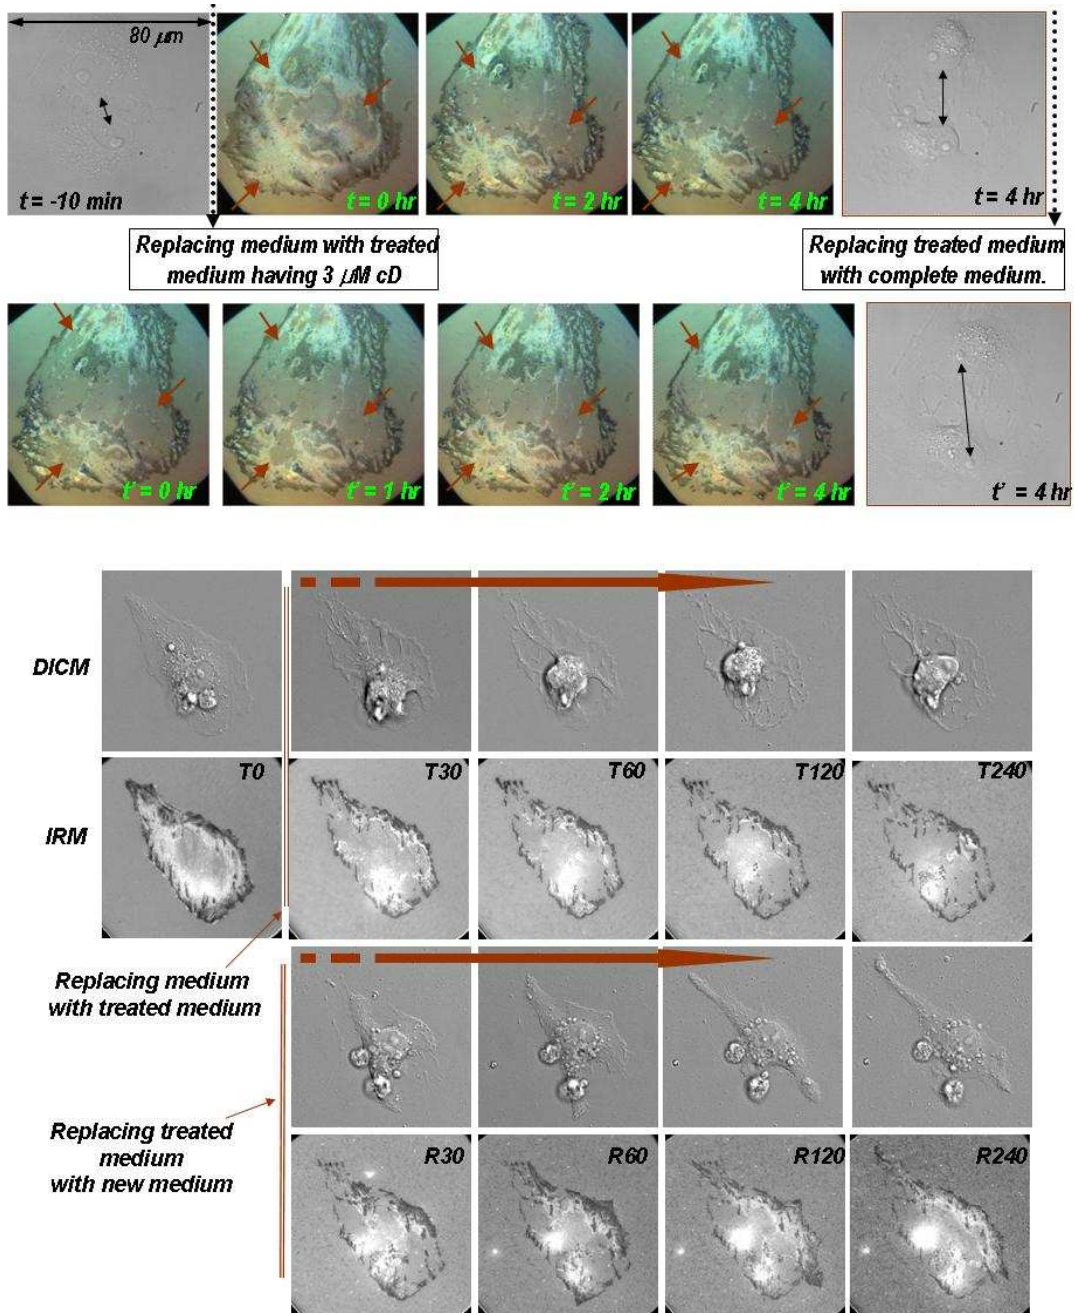 80 μm
t = -10 min
t = 0 hr
t = 2 hr
t = 4 hr
t = 4 hr
Replacing medium with treated
medium having 3 μM cD
Replacing treated medium
with complete medium.
t' = 0 hr
t' = 1 hr
t' = 2 hr
t' = 4 hr
t' = 4 hr
DICM
IRM
T0
T30
T60
T120
T240
Replacing medium
with treated medium
Replacing treated
medium
with new medium
R30
R60
R120
R240